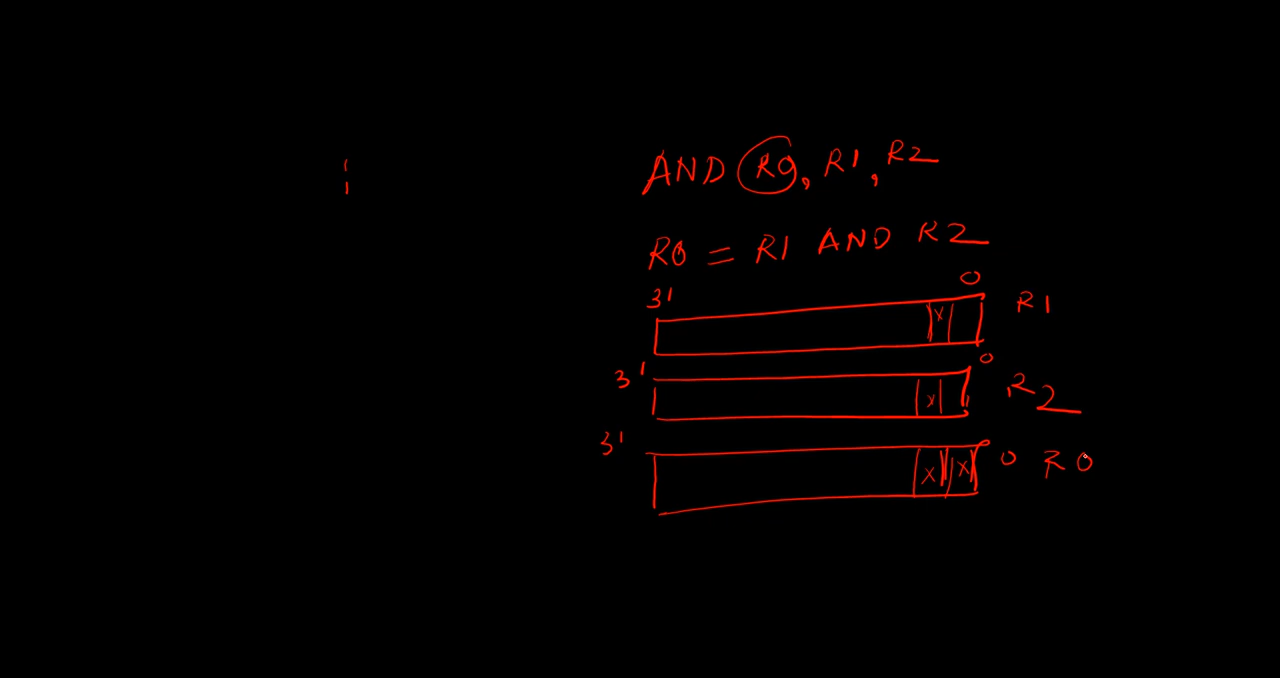 AND R0, R1, R2
R0 = R1 AND R2
31 0 R1
X
31 0 R2
X
31 0 R0
X X